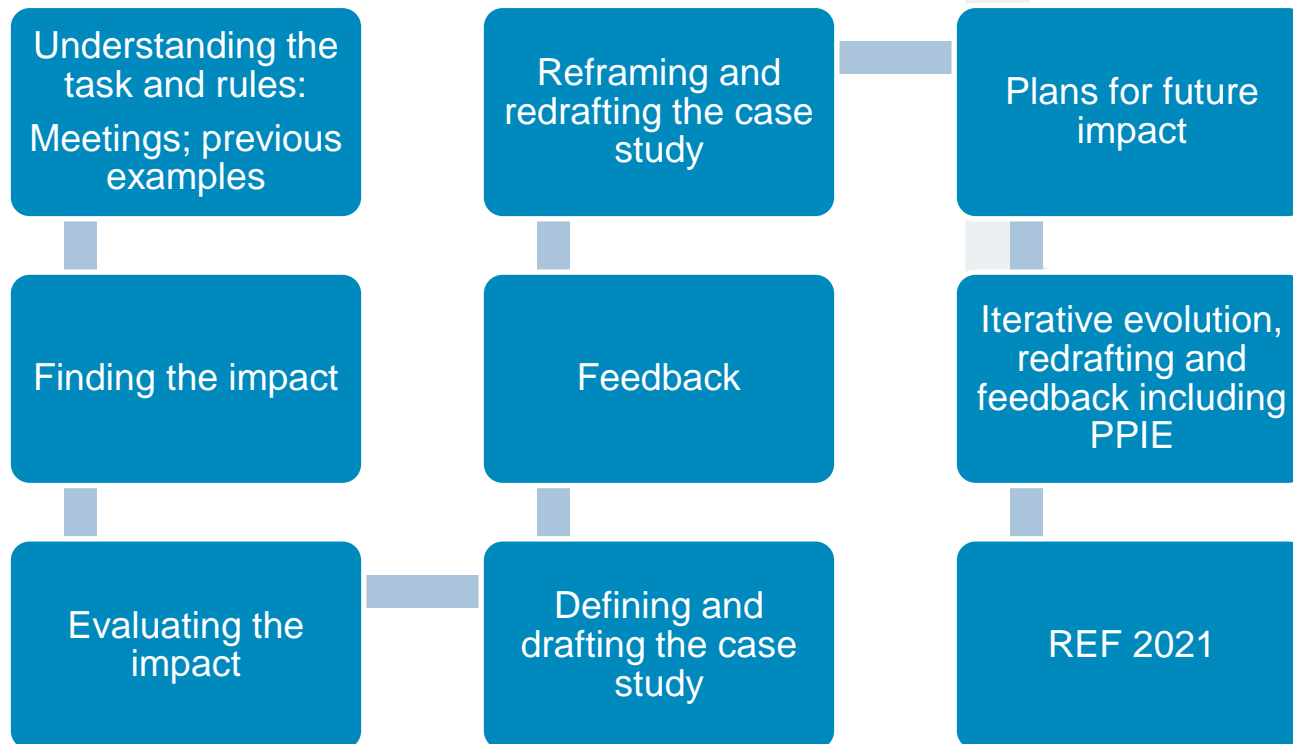 Understanding the
task and rules:
Meetings; previous
examples
Finding the impact
Evaluating the
impact
Defining and
drafting the case
study
Feedback
Reframing and
redrafting the case
study
Plans for future
impact
Iterative evolution,
redrafting and
feedback including
PPIE
REF 2021